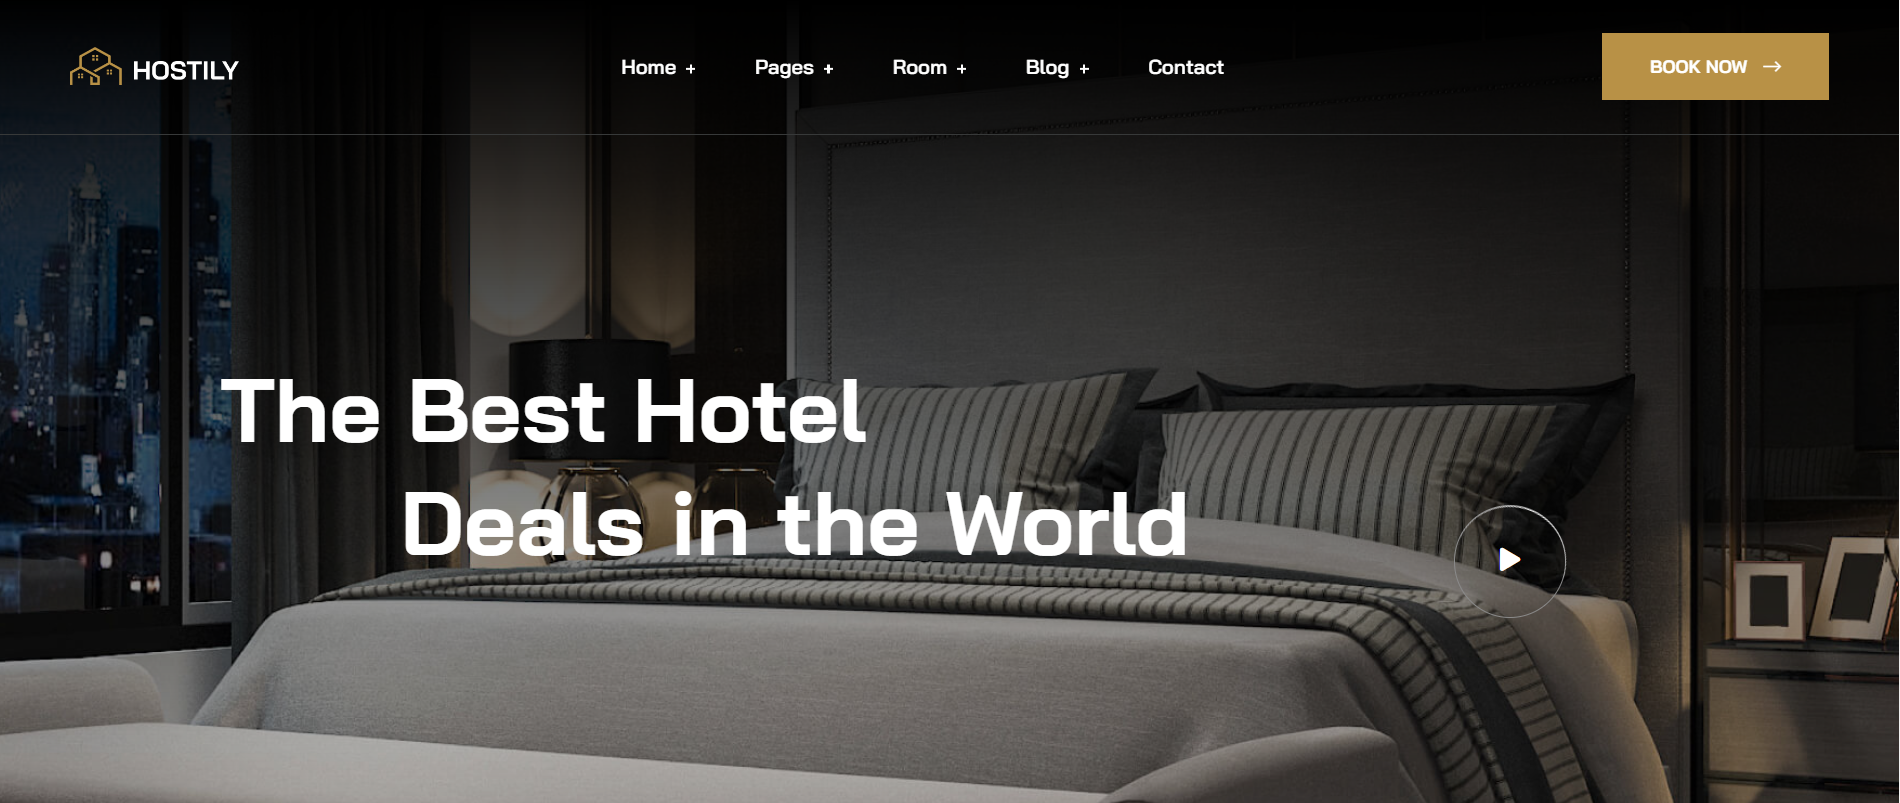 HOSTILY
Home +
Pages +
Room +
Blog +
Contact
BOOK NOW →
The Best Hotel
Deals in the World